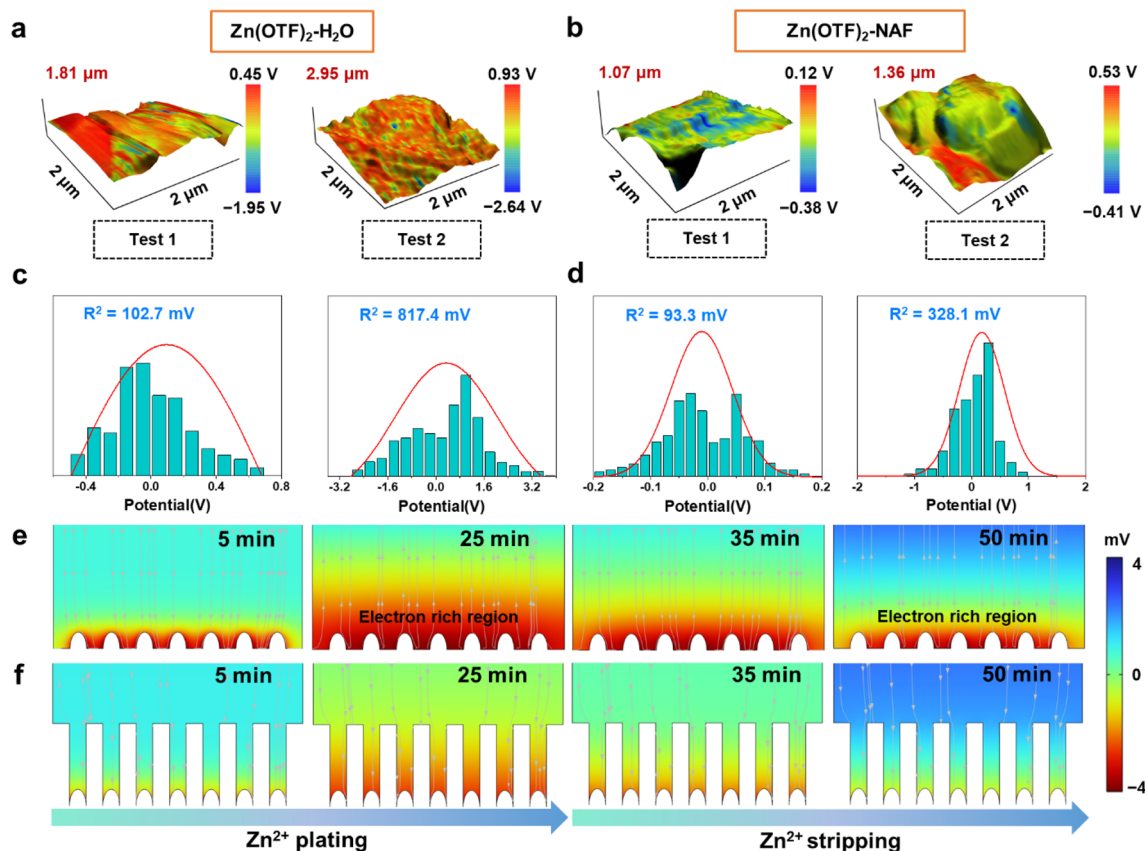 a
Zn(OTF)₂-H₂O
b
Zn(OTF)₂-NAF
1.81 μm
0.45 V
2.95 μm
0.93 V
1.07 μm
0.12 V
1.36 μm
0.53 V
2 μm
2 μm
−1.95 V
2 μm
2 μm
−2.64 V
2 μm
2 μm
−0.38 V
2 μm
2 μm
−0.41 V
Test 1
Test 2
Test 1
Test 2
c
d
R² = 102.7 mV
R² = 817.4 mV
R² = 93.3 mV
R² = 328.1 mV
-0.4 0.0 0.4 0.8
-3.2 -1.6 0.0 1.6 3.2
-0.2 -0.1 0.0 0.1 0.2
-2 -1 0 1 2
Potential(V)
Potential(V)
Potential(V)
Potential(V)
e
5 min
25 min
35 min
50 min
mV
4
Electron rich region
Electron rich region
f
5 min
25 min
35 min
50 min
0
−4
Zn²⁺ plating
Zn²⁺ stripping